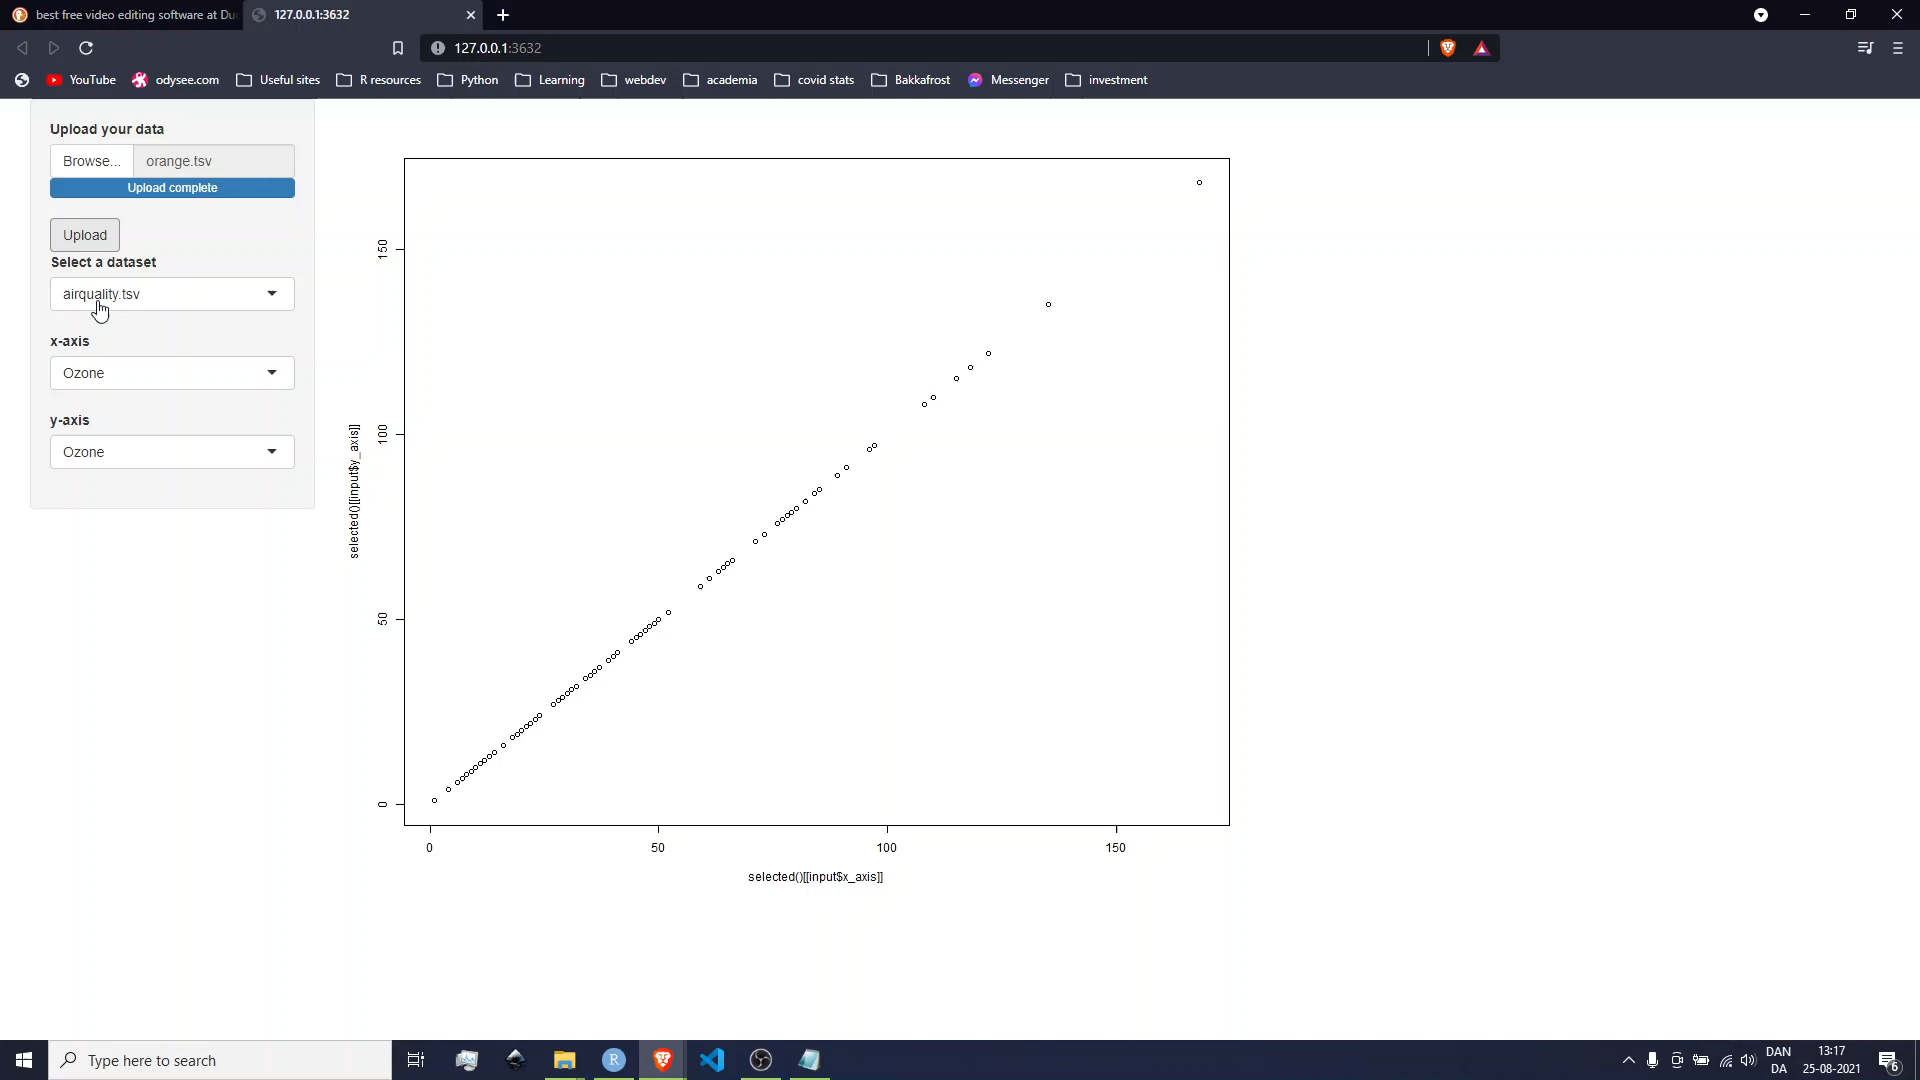 best free video editing software at Du
127.0.0.1:3632
127.0.0.1:3632
YouTube
odysee.com
Useful sites
R resources
Python
Learning
webdev
academia
covid stats
Bakkafrost
Messenger
investment
Upload your data
Browse...
orange.tsv
Upload complete
Upload
Select a dataset
airquality.tsv
x-axis
Ozone
y-axis
Ozone
selected()[[input$y_axis]]
150
100
50
0
0
50
100
150
selected()[[input$x_axis]]
Type here to search
R
DAN
DA
13:17
25-08-2021
6